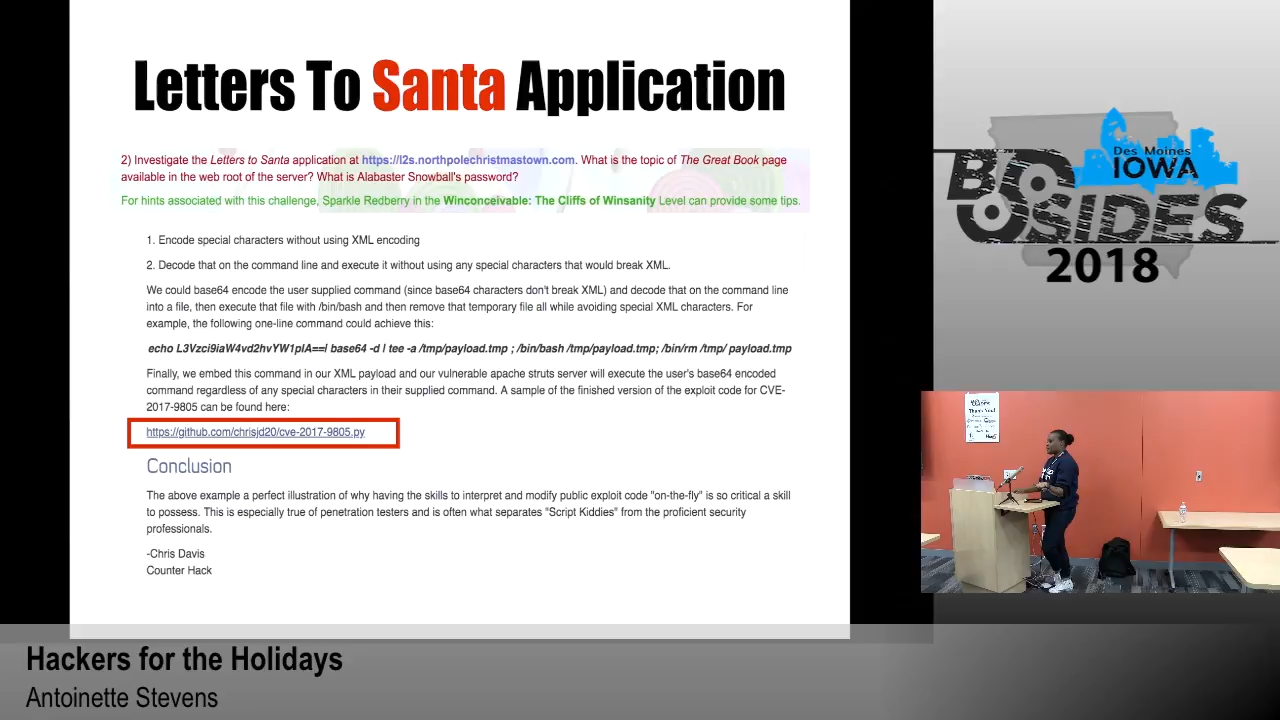 Letters To Santa Application
2) Investigate the Letters to Santa application at https://l2s.northpolechristmastown.com. What is the topic of The Great Book page
available in the web root of the server? What is Alabaster Snowball's password?
For hints associated with this challenge, Sparkle Redberry in the Winconceivable: The Cliffs of Winsanity Level can provide some tips.
1. Encode special characters without using XML encoding
2. Decode that on the command line and execute it without using any special characters that would break XML.
We could base64 encode the user supplied command (since base64 characters don't break XML) and decode that on the command line
into a file, then execute that file with /bin/bash and then remove that temporary file all while avoiding special XML characters. For
example, the following one-line command could achieve this:
echo L3Vzci9iaW4vd2hvYW1pIA==| base64 -d | tee -a /tmp/payload.tmp ; /bin/bash /tmp/payload.tmp; /bin/rm /tmp/ payload.tmp
Finally, we embed this command in our XML payload and our vulnerable apache struts server will execute the user's base64 encoded
command regardless of any special characters in their supplied command. A sample of the finished version of the exploit code for CVE-
2017-9805 can be found here:
https://github.com/chrisjd20/cve-2017-9805.py
Conclusion
The above example a perfect illustration of why having the skills to interpret and modify public exploit code "on-the-fly" is so critical a skill
to possess. This is especially true of penetration testers and is often what separates "Script Kiddies" from the proficient security
professionals.
-Chris Davis
Counter Hack
Des Moines
IOWA
BSIDES
2018
Thank You!
Hackers for the Holidays
Antoinette Stevens